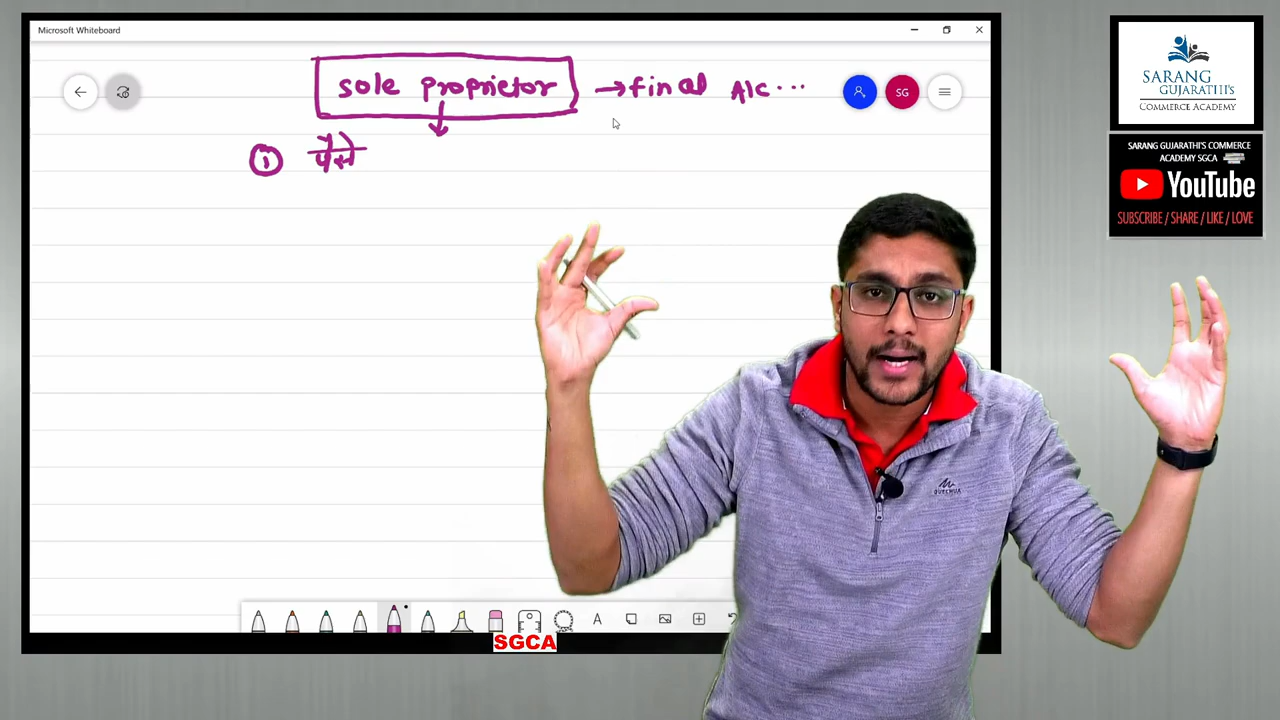 Microsoft Whiteboard
sole proprietor → final A/c ...
①
SG
SARANG
GUJARATHI'S
COMMERCE ACADEMY
SARANG GUJARATHI'S COMMERCE
ACADEMY SGCA
YouTube
SUBSCRIBE / SHARE / LIKE / LOVE
QUECHUA
A
SGCA